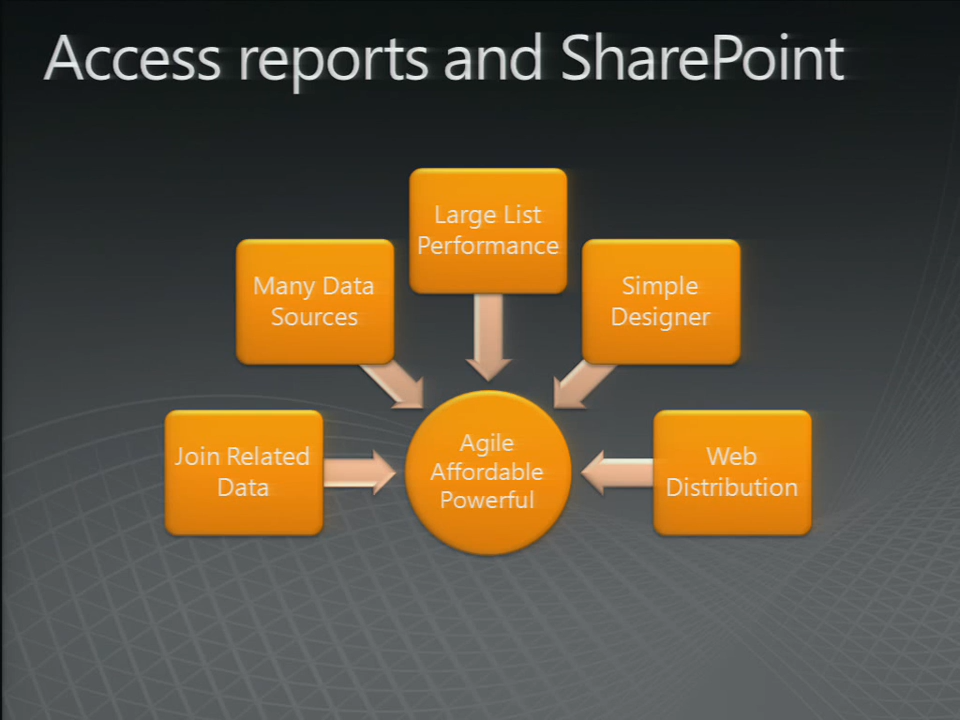 Access reports and SharePoint
Large List
Performance
Many Data
Sources
Simple
Designer
Join Related
Data
Agile
Affordable
Powerful
Web
Distribution